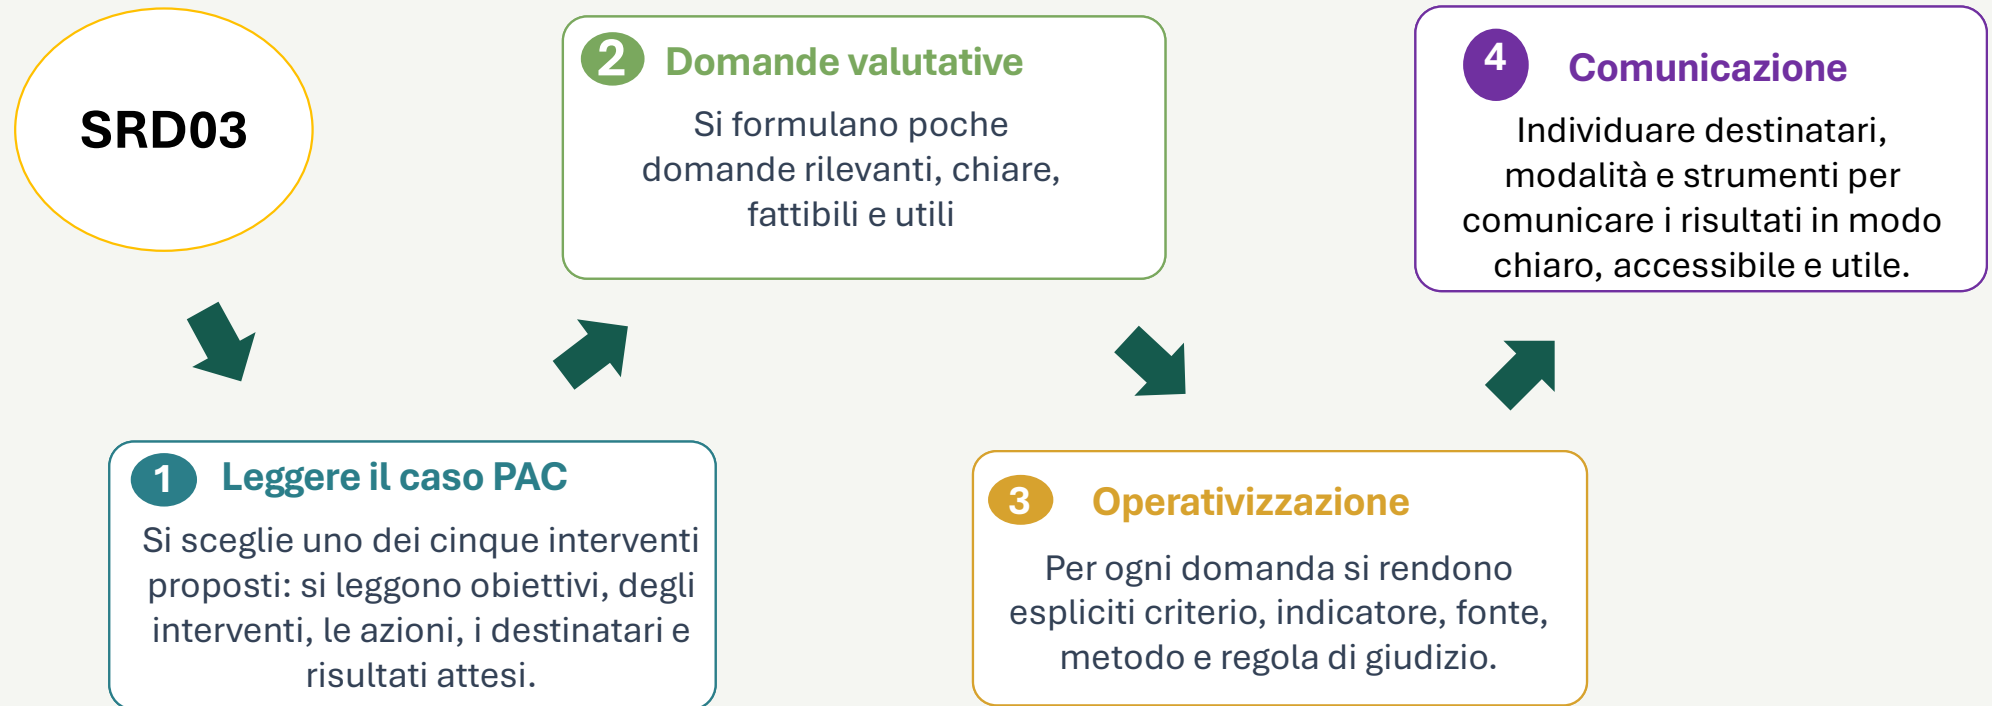 SRD03
1 Leggere il caso PAC
Si sceglie uno dei cinque interventi
proposti: si leggono obiettivi, degli
interventi, le azioni, i destinatari e
risultati attesi.
2 Domande valutative
Si formulano poche
domande rilevanti, chiare,
fattibili e utili
3 Operativizzazione
Per ogni domanda si rendono
espliciti criterio, indicatore, fonte,
metodo e regola di giudizio.
4 Comunicazione
Individuare destinatari,
modalità e strumenti per
comunicare i risultati in modo
chiaro, accessibile e utile.